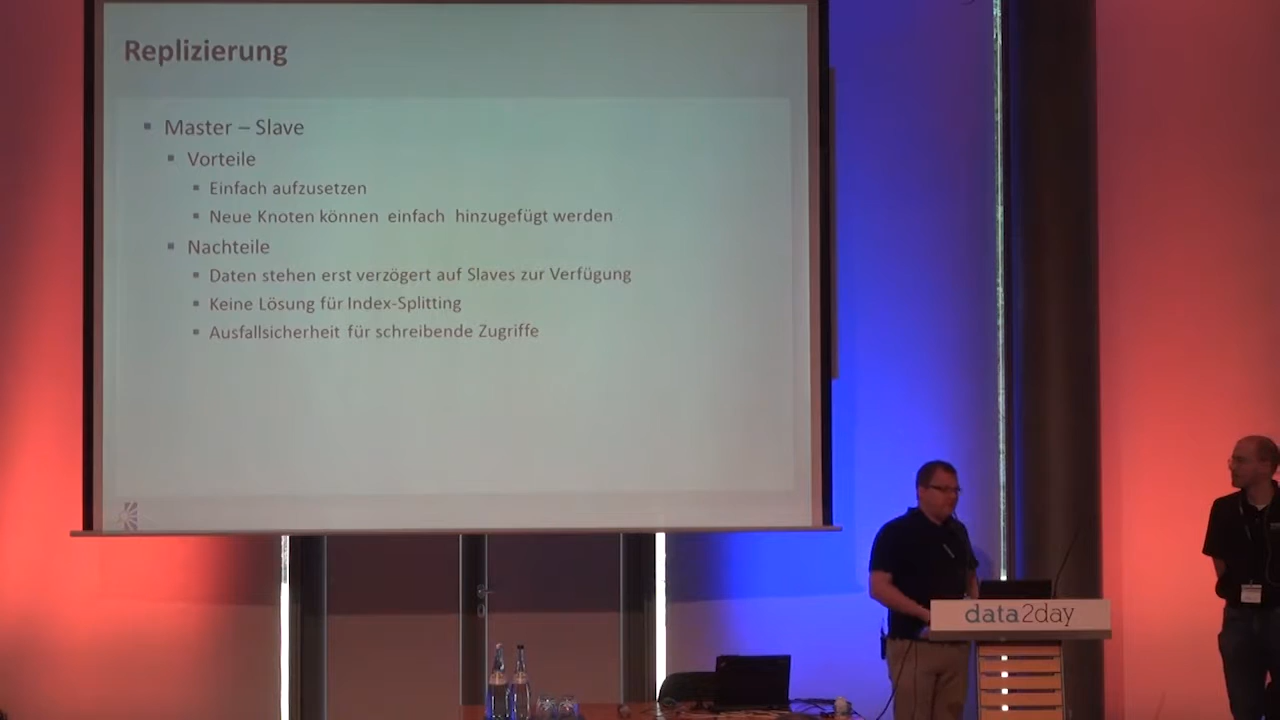 Replizierung
Master – Slave
Vorteile
Einfach aufzusetzen
Neue Knoten können einfach hinzugefügt werden
Nachteile
Daten stehen erst verzögert auf Slaves zur Verfügung
Keine Lösung für Index-Splitting
Ausfallsicherheit für schreibende Zugriffe
data2day